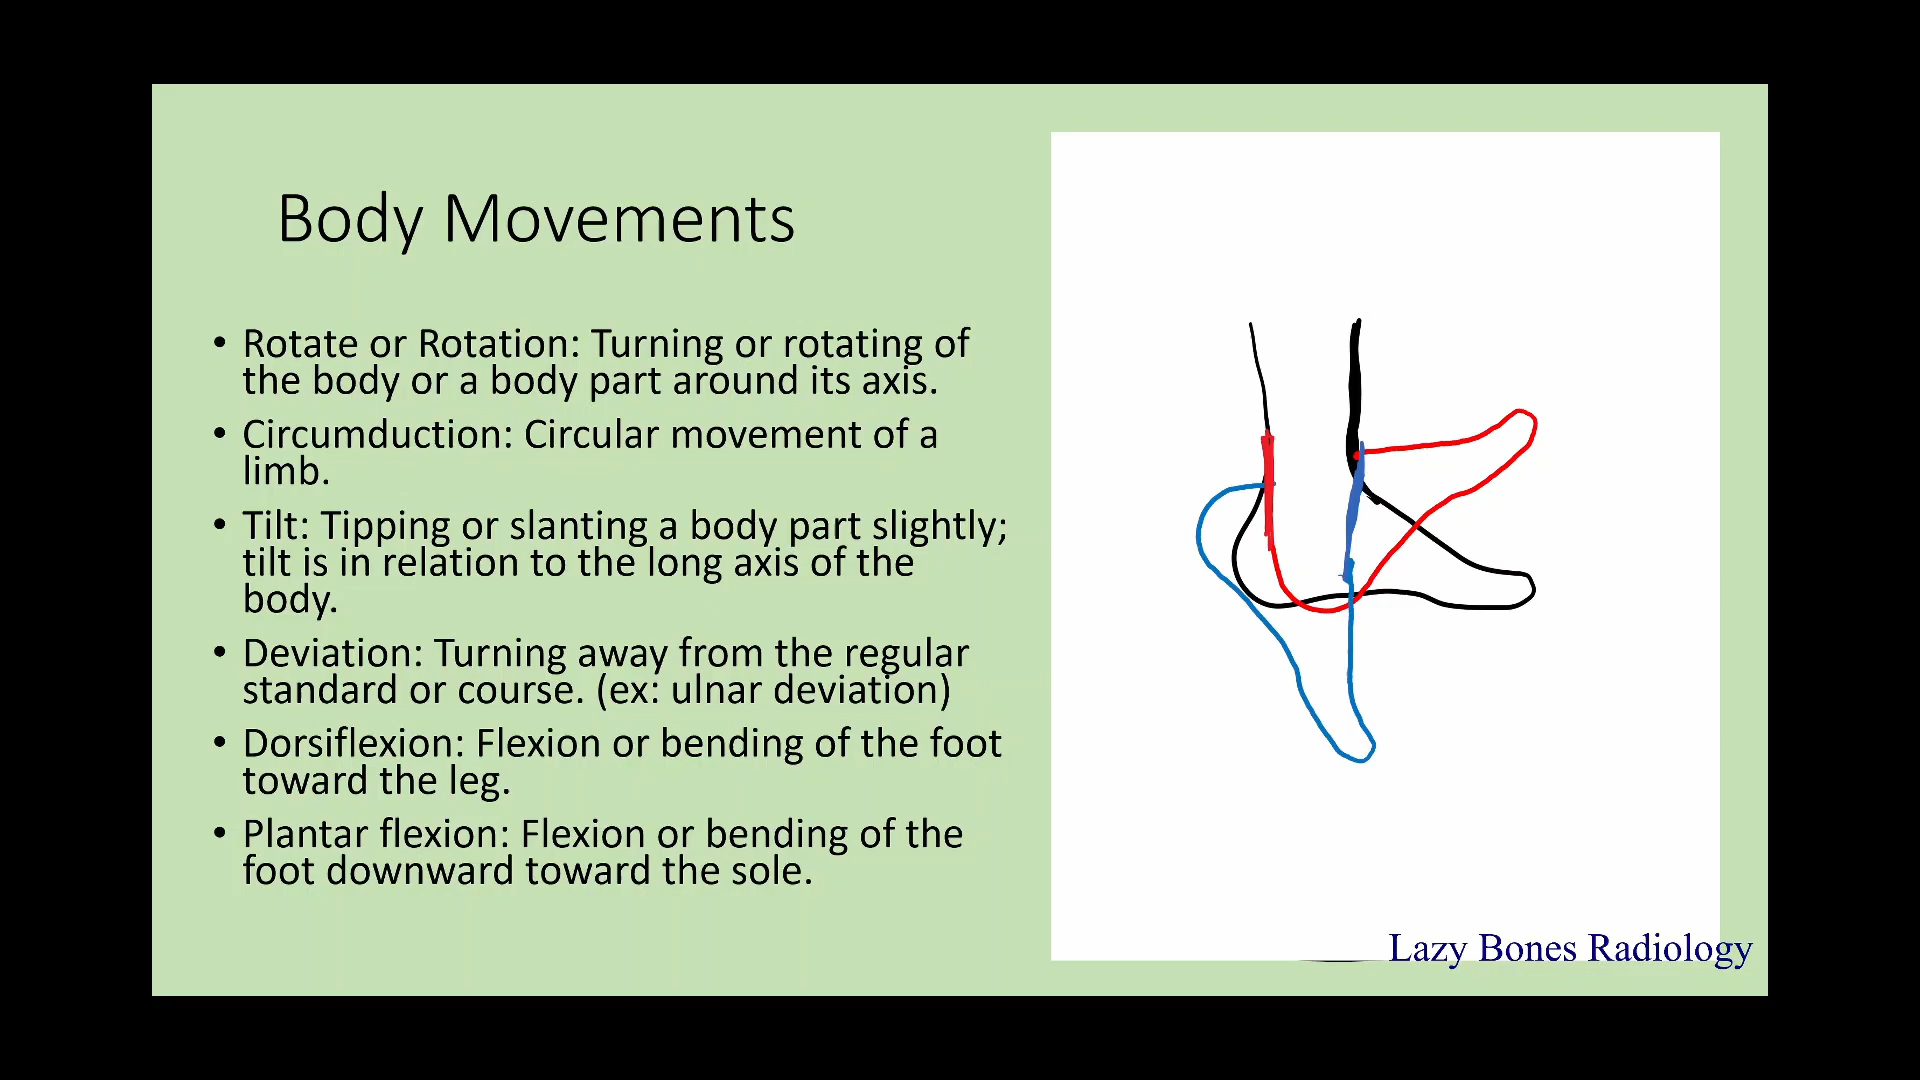 Body Movements
• Rotate or Rotation: Turning or rotating of
the body or a body part around its axis.
• Circumduction: Circular movement of a
limb.
• Tilt: Tipping or slanting a body part slightly;
tilt is in relation to the long axis of the
body.
• Deviation: Turning away from the regular
standard or course. (ex: ulnar deviation)
• Dorsiflexion: Flexion or bending of the foot
toward the leg.
• Plantar flexion: Flexion or bending of the
foot downward toward the sole.
Lazy Bones Radiology